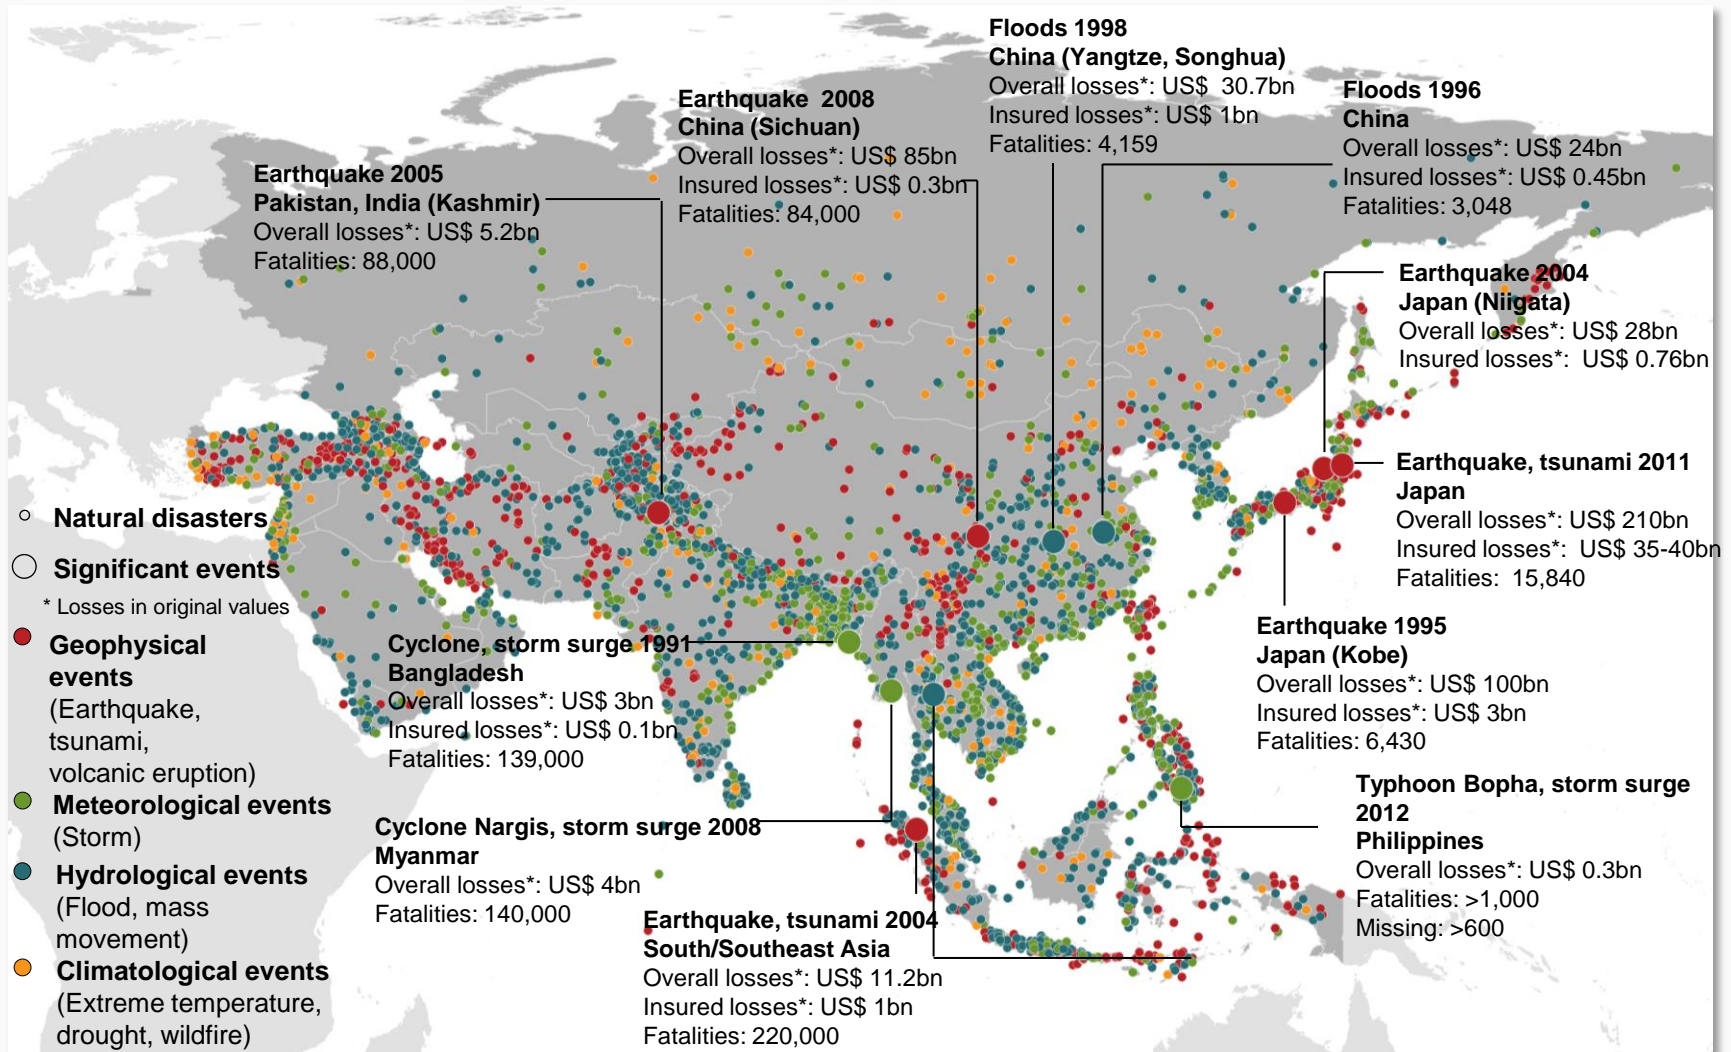 Floods 1998
China (Yangtze, Songhua)
Overall losses*: US$ 30.7bn
Insured losses*: US$ 1bn
Fatalities: 4,159
Floods 1996
China
Overall losses*: US$ 24bn
Insured losses*: US$ 0.45bn
Fatalities: 3,048
Earthquake 2008
China (Sichuan)
Overall losses*: US$ 85bn
Insured losses*: US$ 0.3bn
Fatalities: 84,000
Earthquake 2005
Pakistan, India (Kashmir)
Overall losses*: US$ 5.2bn
Fatalities: 88,000
Earthquake 2004
Japan (Niigata)
Overall losses*: US$ 28bn
Insured losses*: US$ 0.76bn
Earthquake, tsunami 2011
Japan
Overall losses*: US$ 210bn
Insured losses*: US$ 35-40bn
Fatalities: 15,840
Natural disasters
Significant events
* Losses in original values
Geophysical
events
(Earthquake,
tsunami,
volcanic eruption)
Meteorological events
(Storm)
Hydrological events
(Flood, mass
movement)
Climatological events
(Extreme temperature,
drought, wildfire)
Cyclone, storm surge 1991
Bangladesh
Overall losses*: US$ 3bn
Insured losses*: US$ 0.1bn
Fatalities: 139,000
Earthquake 1995
Japan (Kobe)
Overall losses*: US$ 100bn
Insured losses*: US$ 3bn
Fatalities: 6,430
Typhoon Bopha, storm surge
2012
Philippines
Overall losses*: US$ 0.3bn
Fatalities: >1,000
Missing: >600
Cyclone Nargis, storm surge 2008
Myanmar
Overall losses*: US$ 4bn
Fatalities: 140,000
Earthquake, tsunami 2004
South/Southeast Asia
Overall losses*: US$ 11.2bn
Insured losses*: US$ 1bn
Fatalities: 220,000